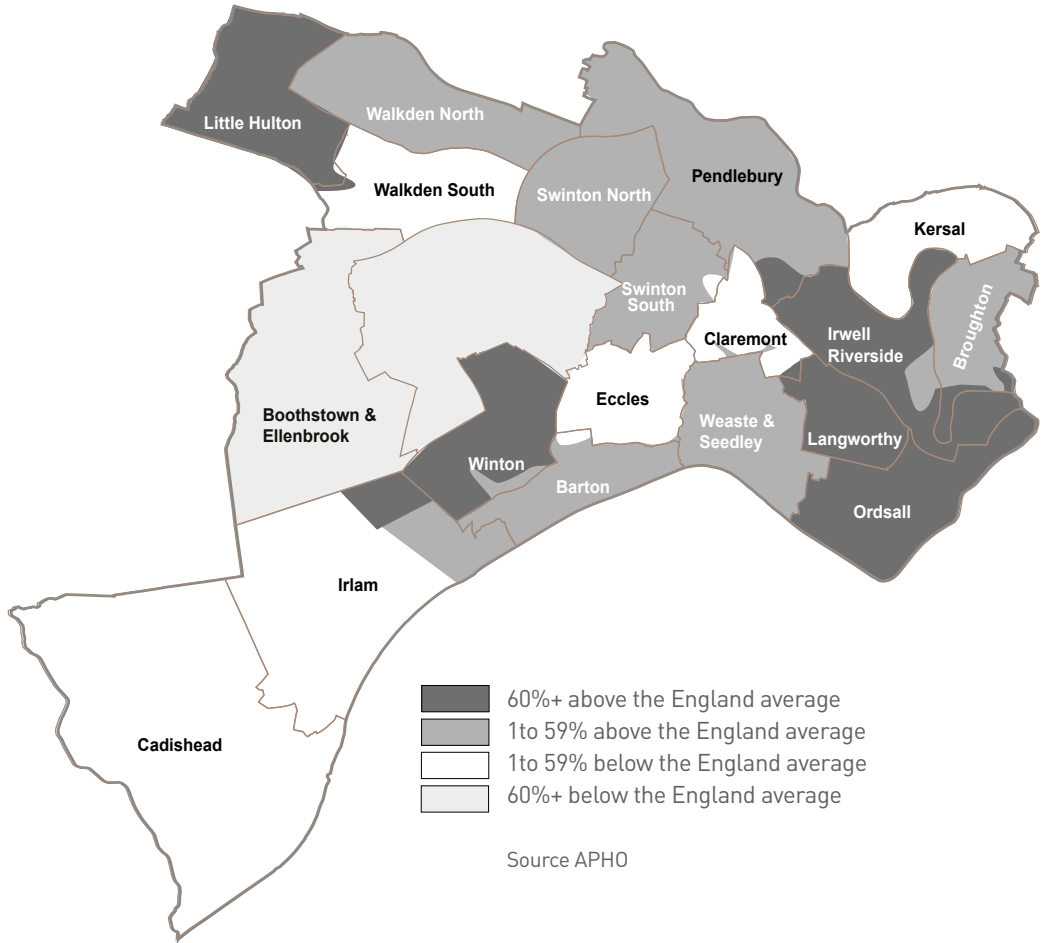 Little Hulton
Walkden North
Walkden South
Swinton North
Pendlebury
Kersal
Swinton
South
Claremont
Irwell
Riverside
Broughton
Boothstown &
Ellenbrook
Eccles
Weaste &
Seedley
Langworthy
Winton
Barton
Ordsall
Irlam
Cadishead
60%+ above the England average
1to 59% above the England average
1to 59% below the England average
60%+ below the England average
Source APHO